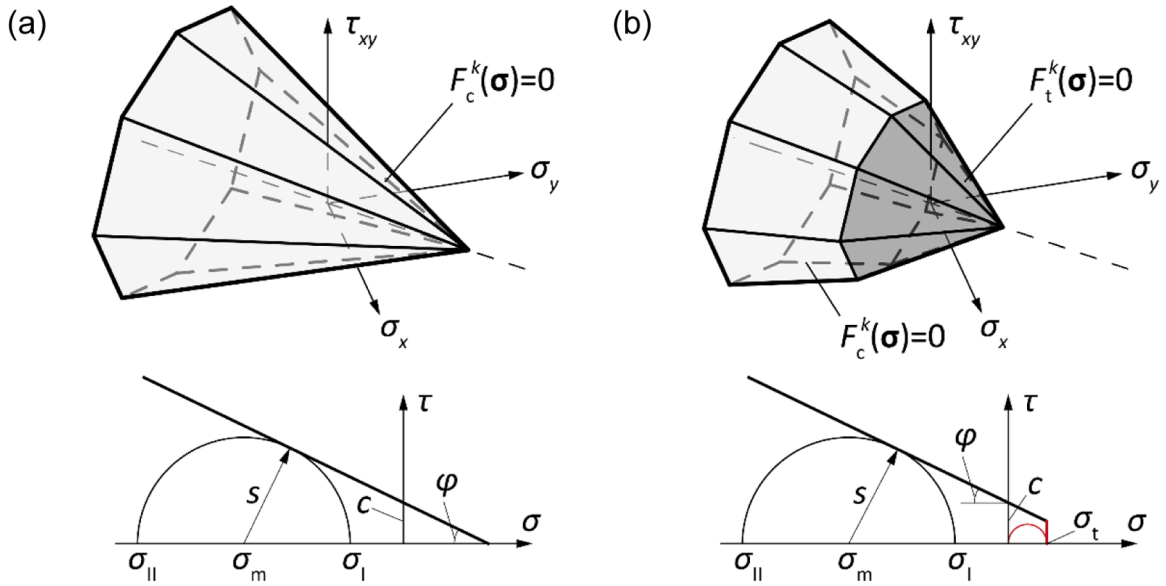 (a)
τxy
Fck(σ)=0
σy
σx
τ
s
c
φ
σ
σII
σm
σI
(b)
τxy
Ftk(σ)=0
σy
σx
Fck(σ)=0
τ
φ
s
c
σt
σ
σII
σm
σI